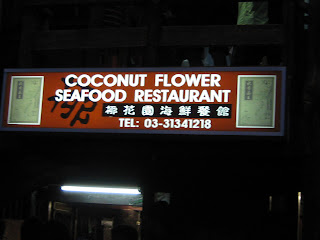 COCONUT FLOWER
SEAFOOD RESTAURANT
椰花園海鮮餐館
TEL: 03-31341218